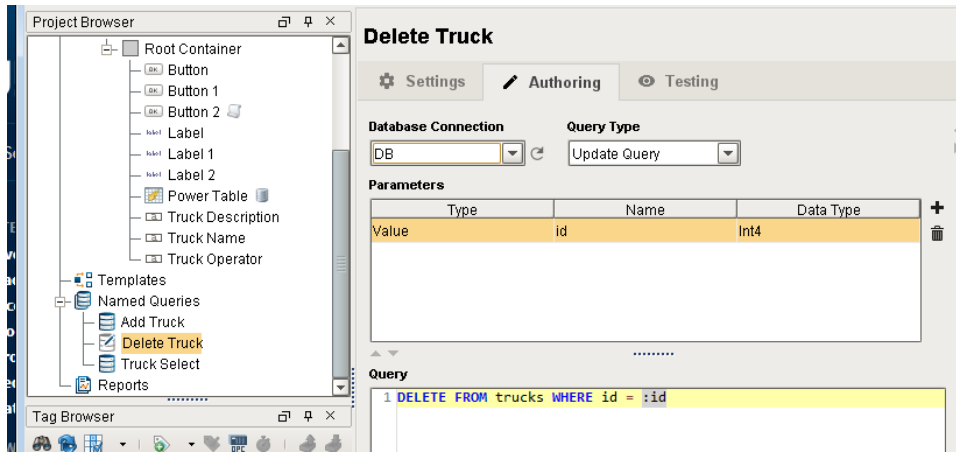 Project Browser
Root Container
Button
Button 1
Button 2
Label
Label 1
Label 2
Power Table
Truck Description
Truck Name
Truck Operator
Templates
Named Queries
Add Truck
Delete Truck
Truck Select
Reports
Tag Browser
Delete Truck
Settings Authoring Testing
Database Connection Query Type
DB Update Query
Parameters
Type Name Data Type
Value id Int4
Query
1 DELETE FROM trucks WHERE id = :id